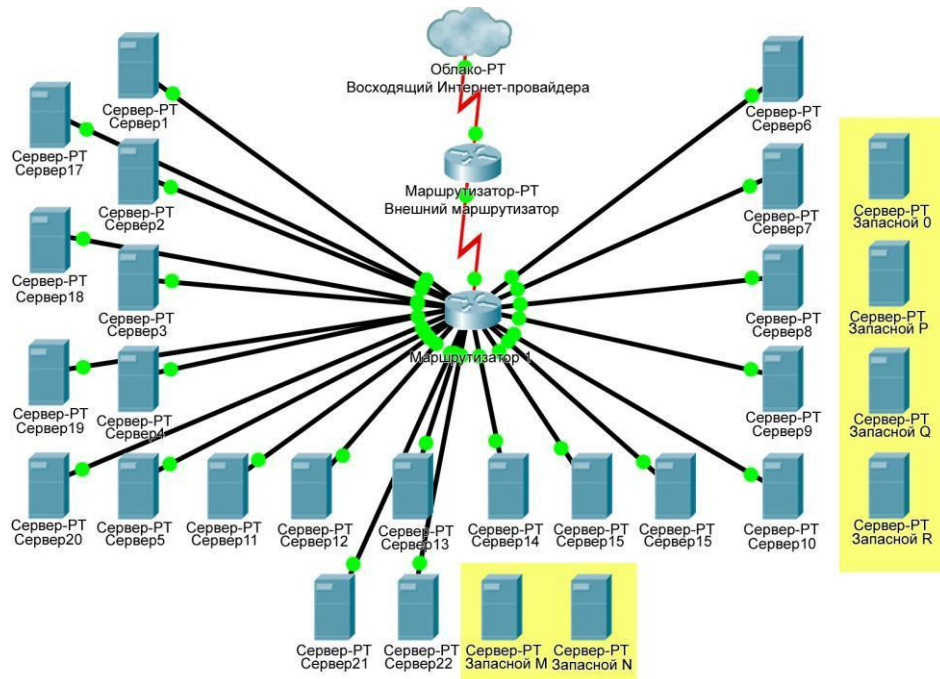 Облако-PT
Восходящий Интернет-провайдера
Сервер-PT
Сервер1
Сервер-PT
Сервер6
Сервер-PT
Сервер17
Маршрутизатор-PT
Внешний маршрутизатор
Сервер-PT
Сервер2
Сервер-PT
Сервер7
Сервер-PT
Запасной 0
Сервер-PT
Сервер18
Сервер-PT
Сервер3
Сервер-PT
Сервер8
Сервер-PT
Запасной P
Маршрутизатор 1
Сервер-PT
Сервер19
Сервер-PT
Сервер4
Сервер-PT
Сервер9
Сервер-PT
Запасной Q
Сервер-PT
Сервер20
Сервер-PT
Сервер5
Сервер-PT
Сервер11
Сервер-PT
Сервер12
Сервер-PT
Сервер13
Сервер-PT
Сервер14
Сервер-PT
Сервер15
Сервер-PT
Сервер15
Сервер-PT
Сервер10
Сервер-PT
Запасной R
Сервер-PT
Сервер21
Сервер-PT
Сервер22
Сервер-PT
Запасной M
Сервер-PT
Запасной N